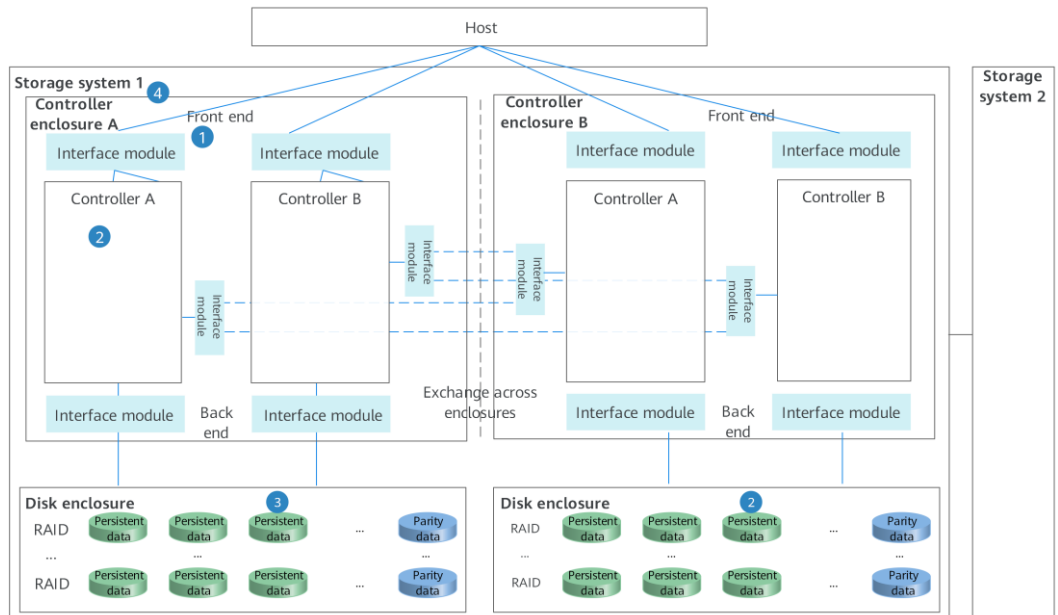 Host
Storage system 1
4
Storage
system 2
Controller
enclosure A
Front end
1
Controller
enclosure B
Front end
Interface module
Interface module
Interface module
Interface module
Controller A
Controller B
Controller A
Controller B
2
Interface
module
Interface
module
Interface
module
Interface
module
Exchange across
enclosures
Interface module
Back
end
Interface module
Interface module
Back
end
Interface module
Disk enclosure
3
RAID
Persistent
data
Persistent
data
Persistent
data
...
Parity
data
...
...
...
RAID
Persistent
data
Persistent
data
Persistent
data
...
Parity
data
Disk enclosure
2
RAID
Persistent
data
Persistent
data
Persistent
data
...
Parity
data
...
...
...
RAID
Persistent
data
Persistent
data
Persistent
data
...
Parity
data